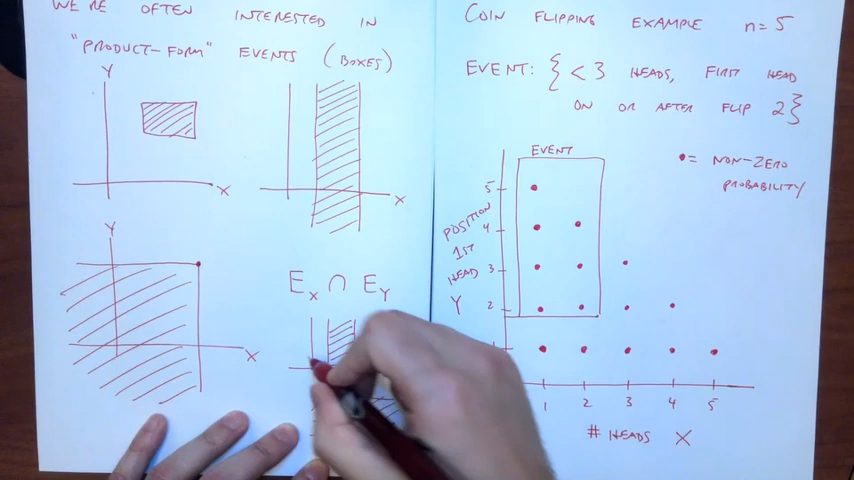 WE'RE OFTEN INTERESTED IN
"PRODUCT-FORM" EVENTS (BOXES)
Y
X
X
Y
X
E_X ∩ E_Y
COIN FLIPPING EXAMPLE n=5
EVENT: {<3 HEADS, FIRST HEAD
ON OR AFTER FLIP 2}
EVENT
•= NON-ZERO
PROBABILITY
5
4
3
2
POSITION
1ST
HEAD
Y
1 2 3 4 5
# HEADS X